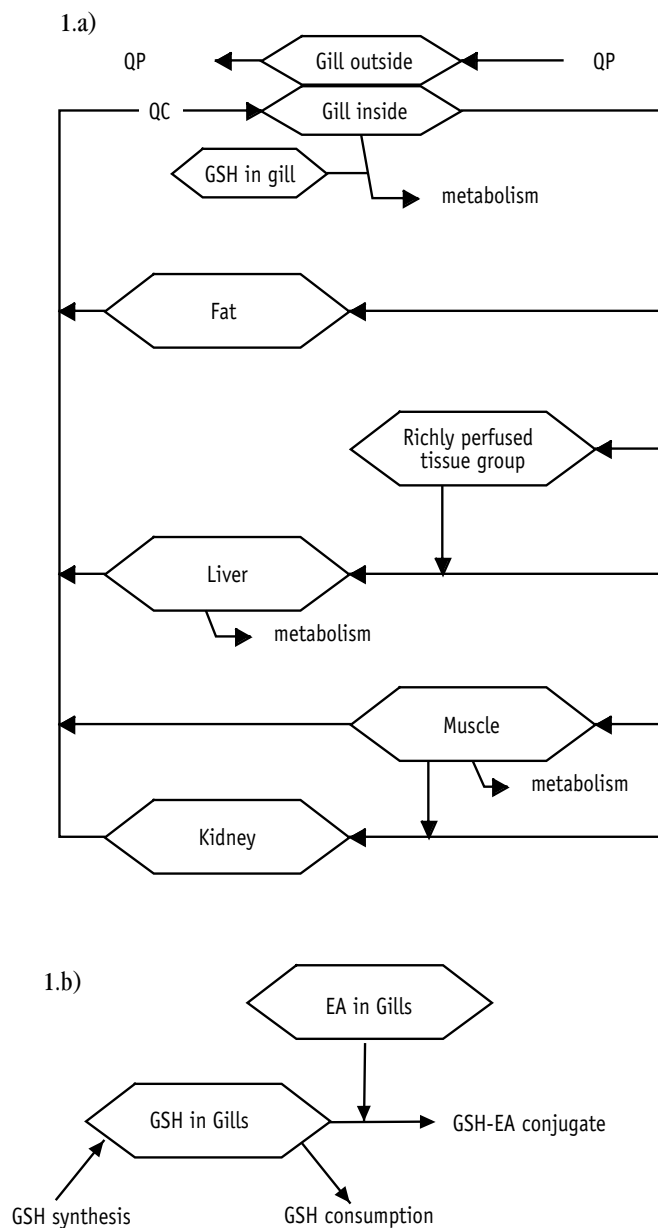 1.a)
QP
Gill outside
QP
QC
Gill inside
GSH in gill
metabolism
Fat
Richly perfused
tissue group
Liver
metabolism
Muscle
metabolism
Kidney
1.b)
EA in Gills
GSH in Gills
GSH-EA conjugate
GSH synthesis
GSH consumption